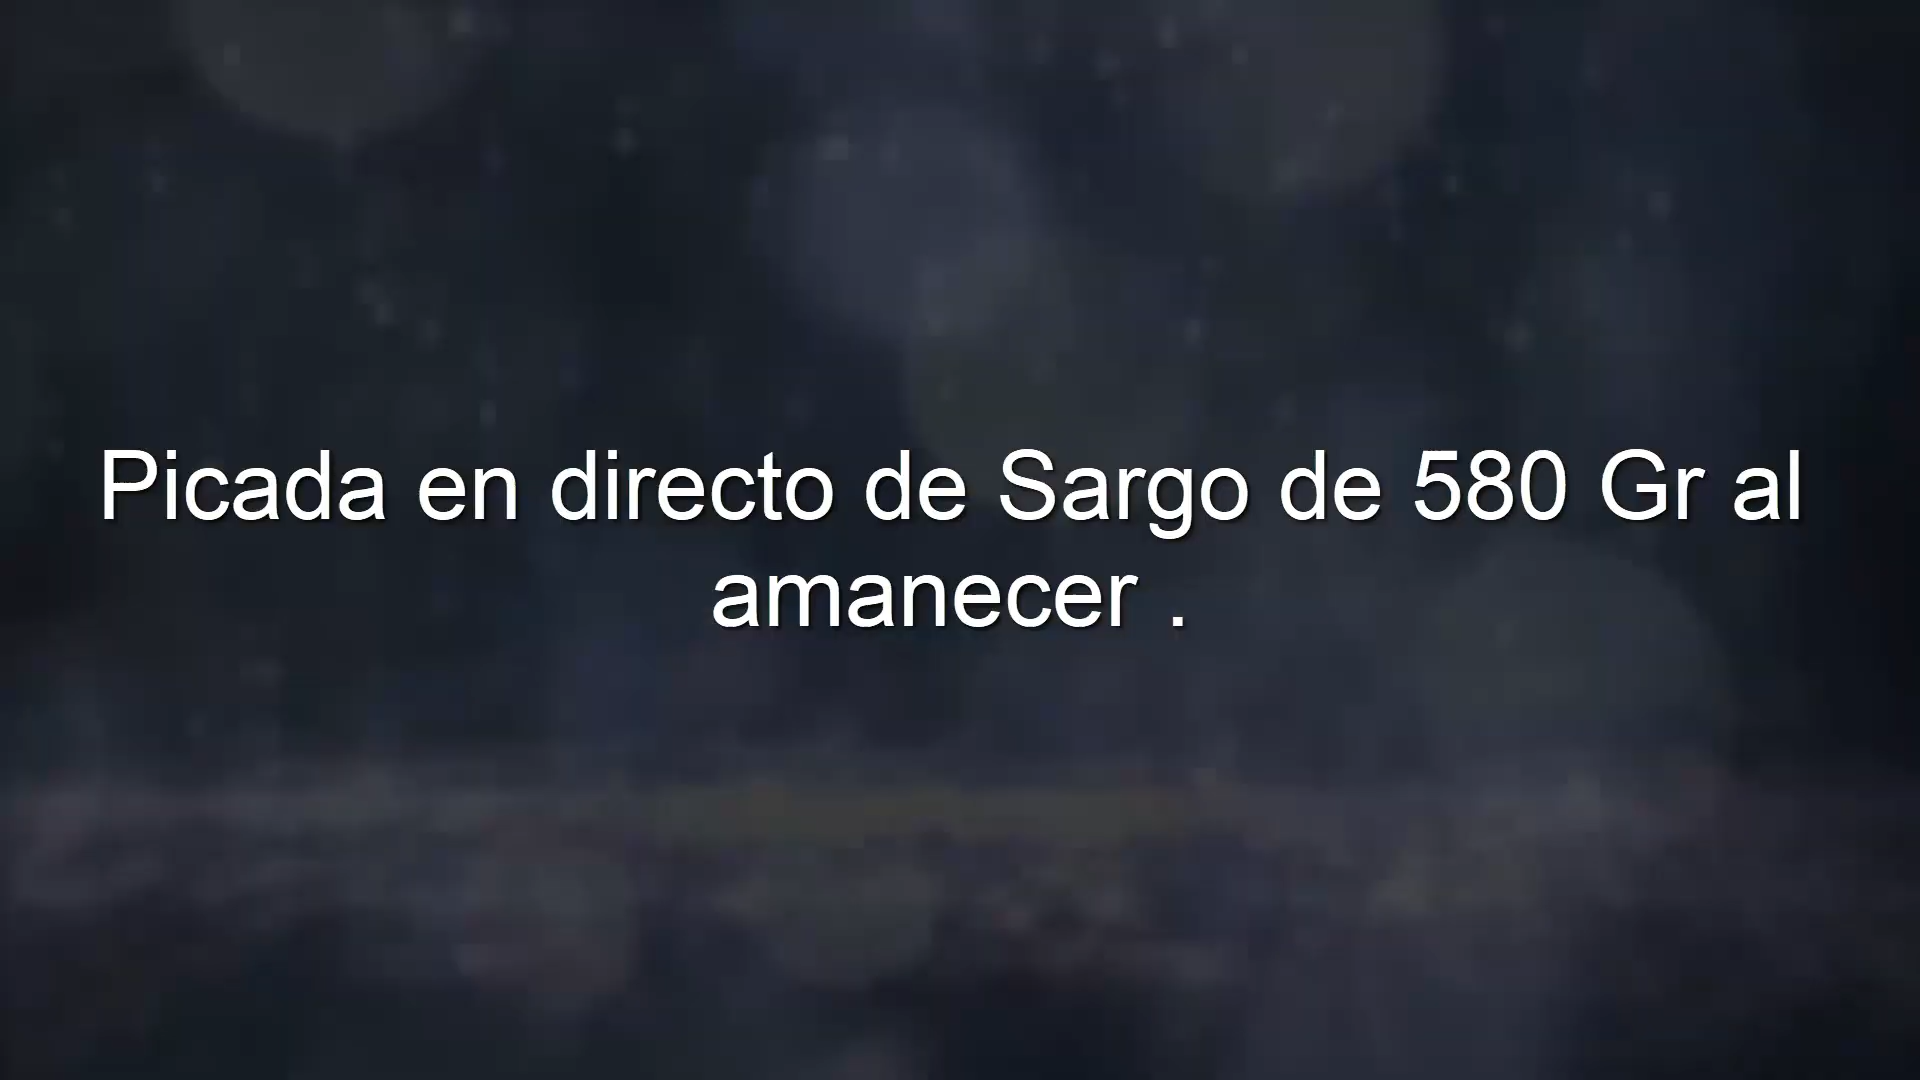 Picada en directo de Sargo de 580 Gr al
amanecer .